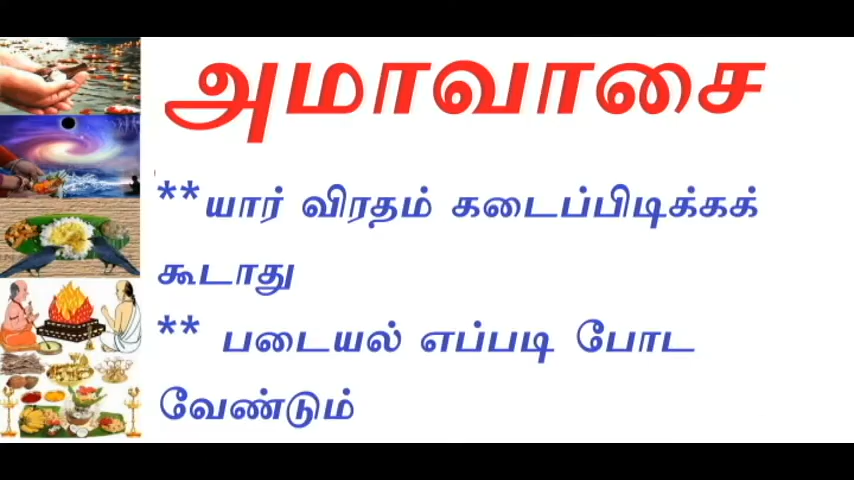 அமாவாசை
**யார் விரதம் கடைப்பிடிக்கக்
கூடாது
** படையல் எப்படி போட
வேண்டும்